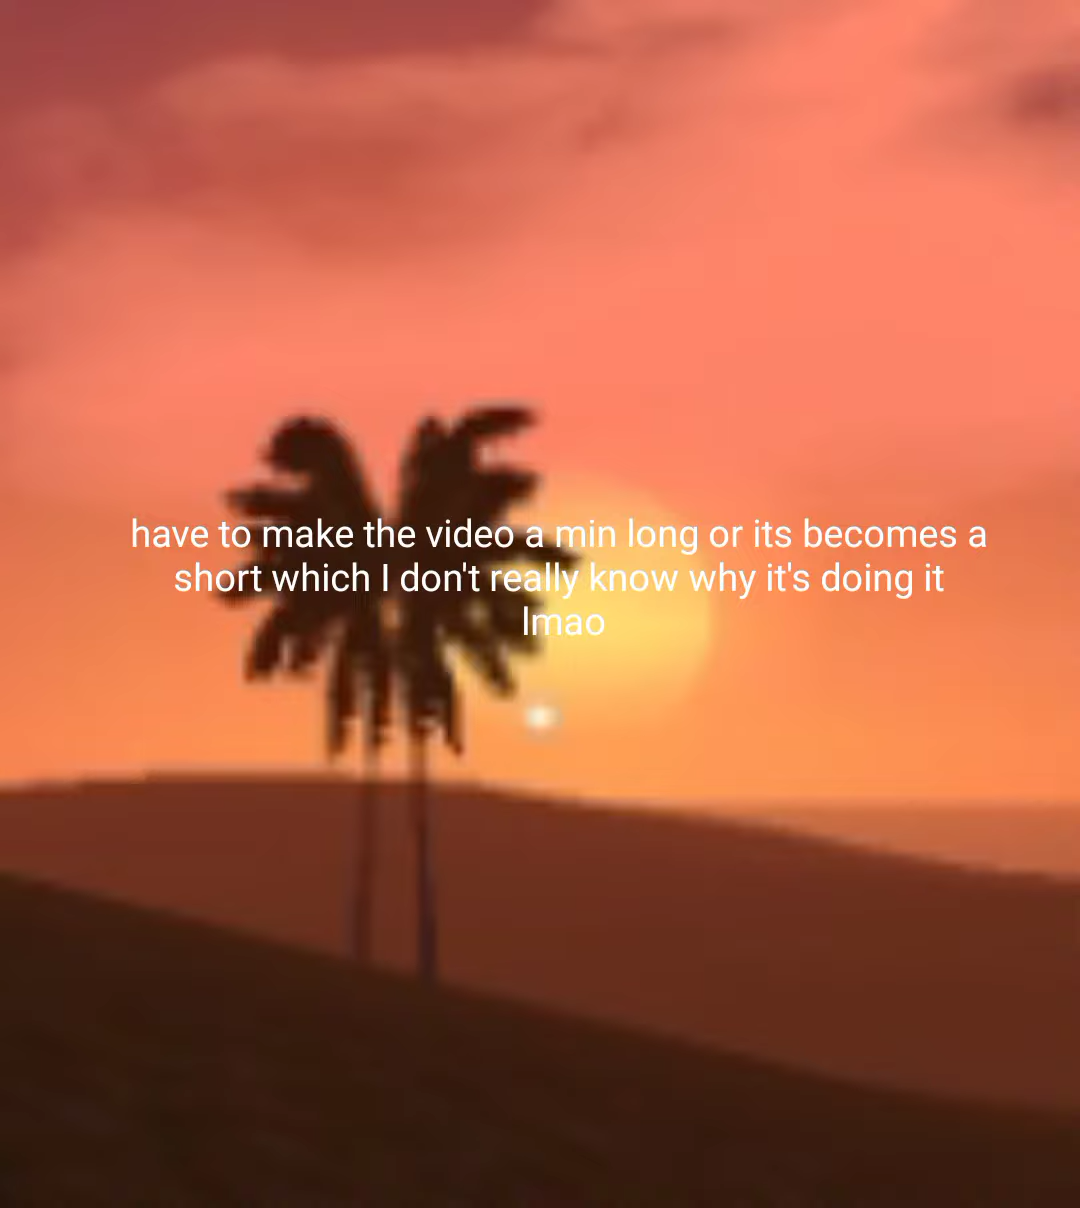 have to make the video a min long or its becomes a
short which I don't really know why it's doing it
lmao